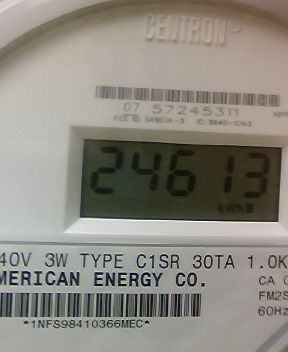 CENTRON
07 57245311
24613
kWh
40V 3W TYPE C1SR 30TA 1.0K
MERICAN ENERGY CO.
CA
FM2S
60Hz
*1NFS98410366MEC*